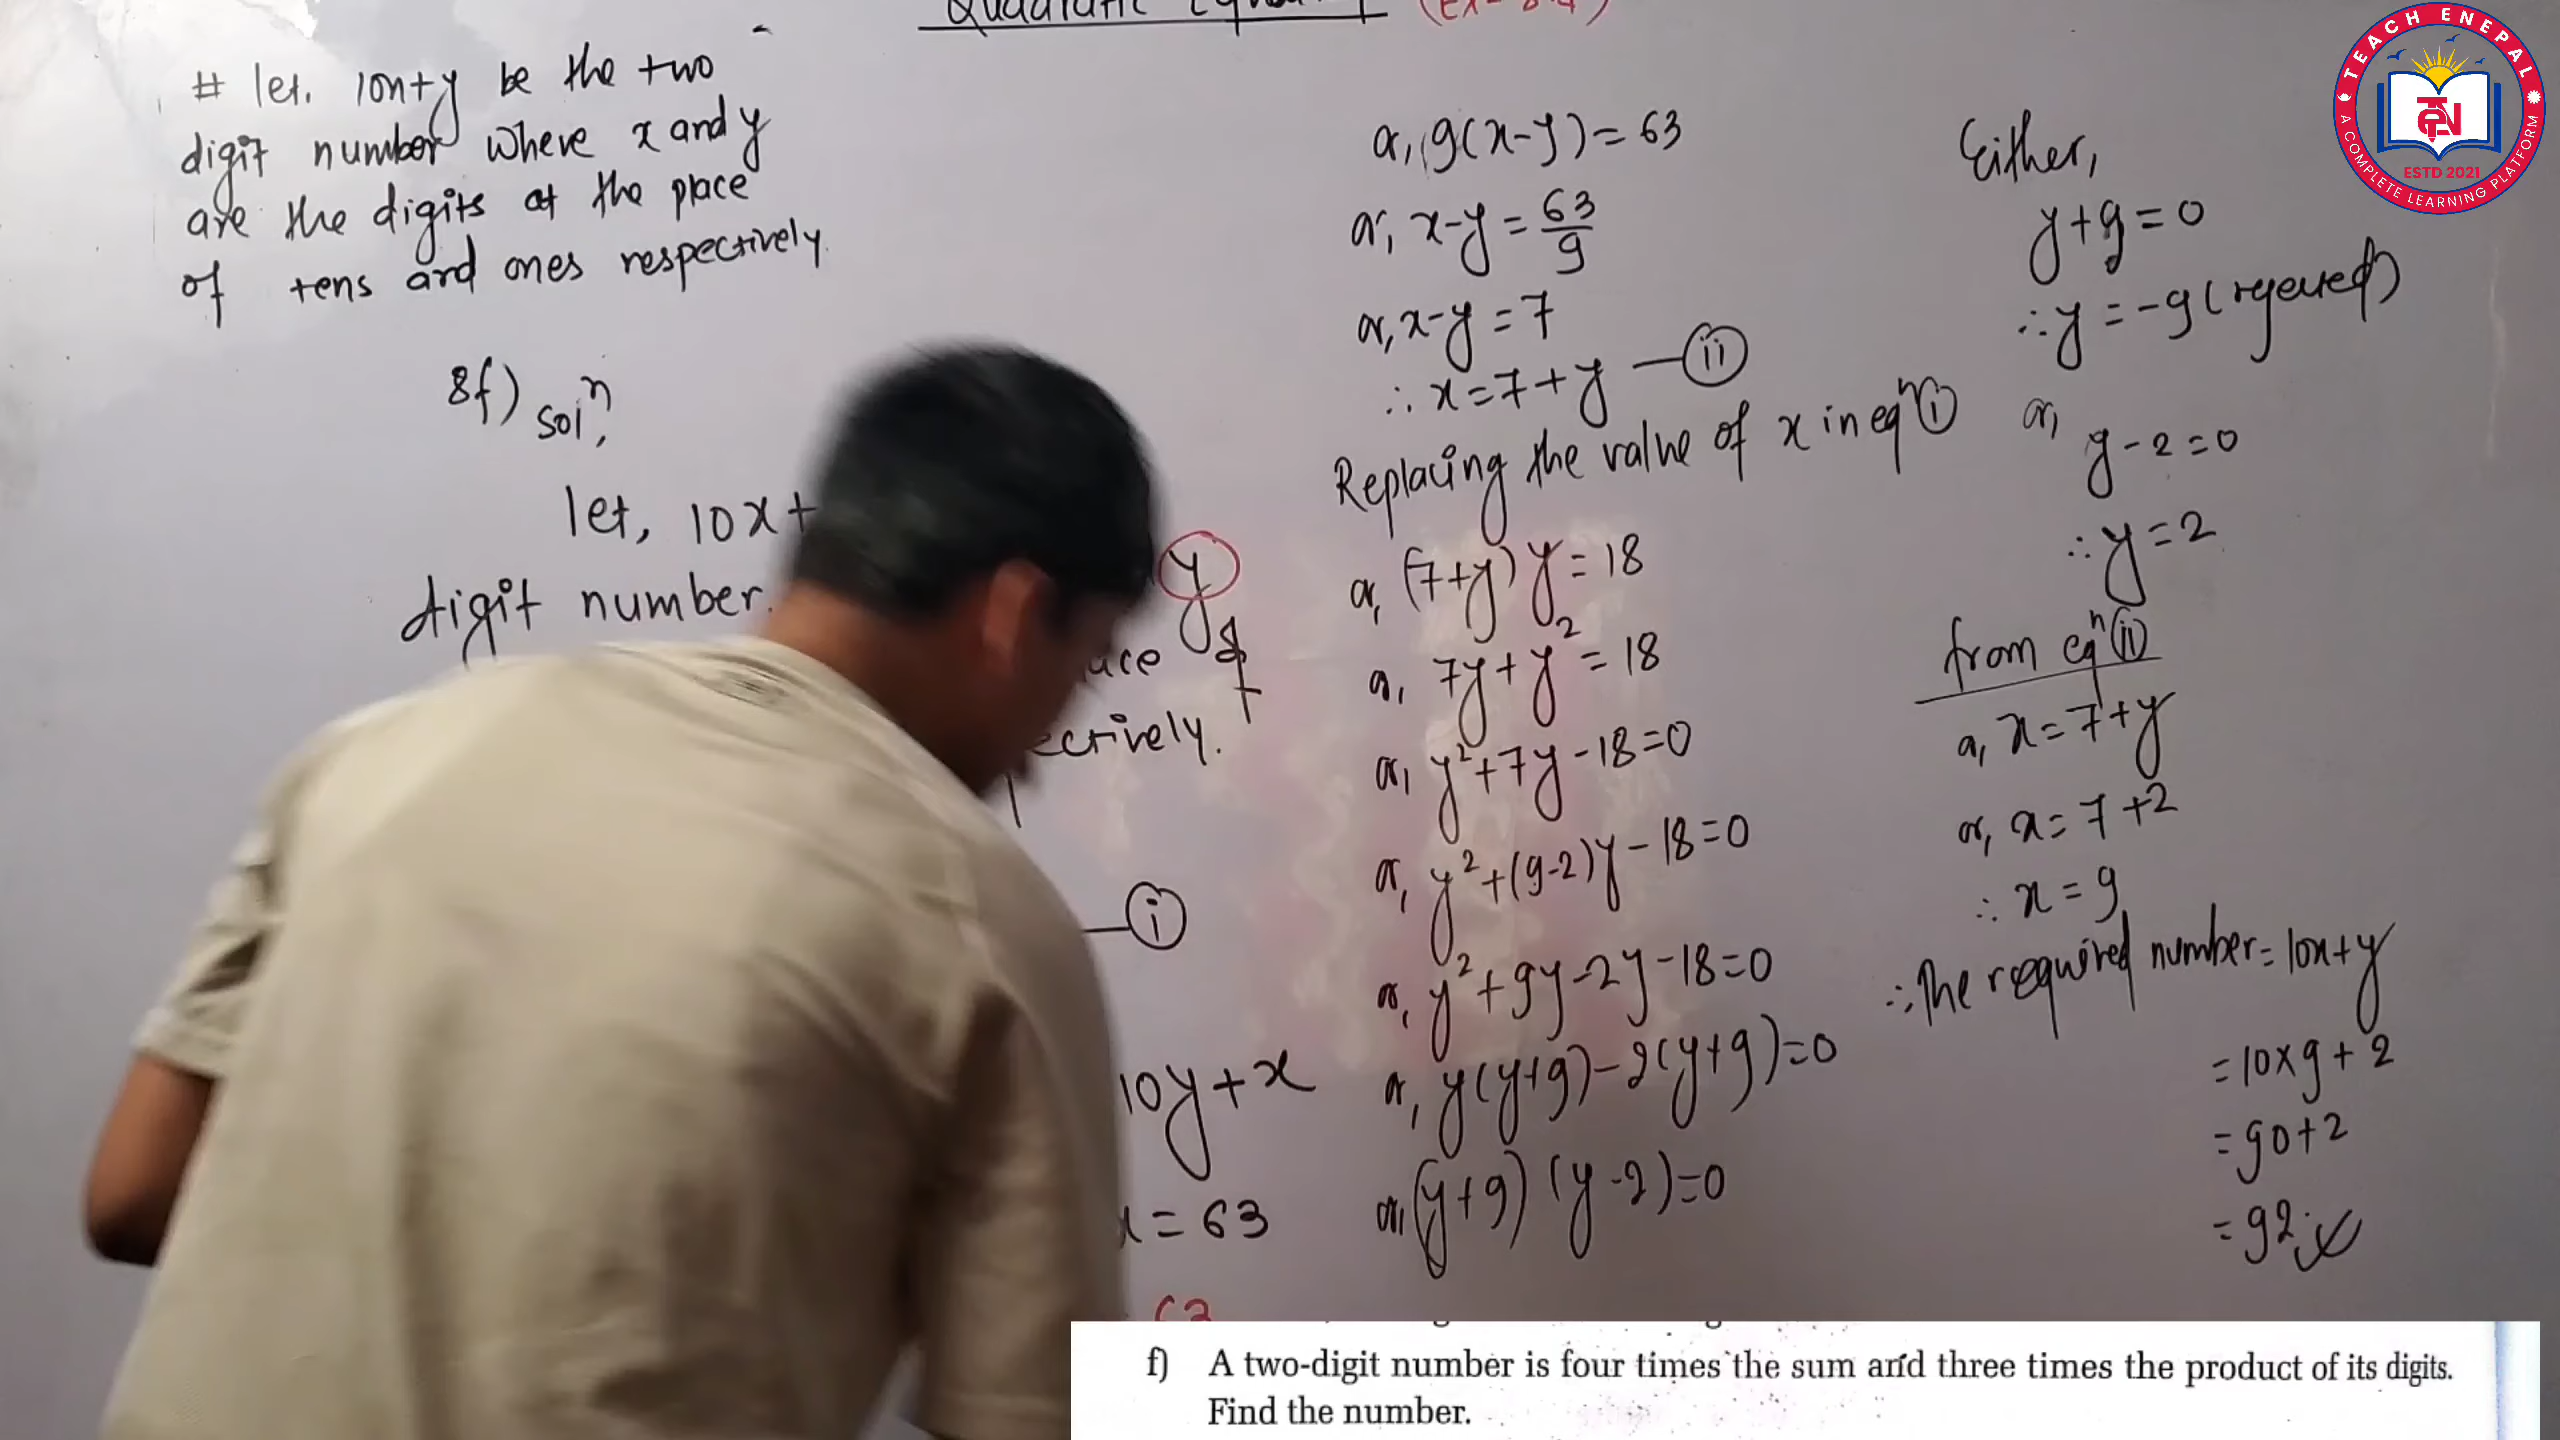 Quadratic
# let. 10x+y be the two
digit number where x and y
are the digits at the place
of tens and ones respectively.
8f) solⁿ,
let, 10x+
digit number.
y
ectively.
(i)
10y+x
x = 63
or, 9(x-y) = 63
or, x-y = 63/9
or, x-y = 7
∴ x = 7+y — (ii)
Replacing the value of x in eqⁿ (i)
or, (7+y) y = 18
or, 7y + y² = 18
or, y² + 7y - 18 = 0
or, y² + (9-2)y - 18 = 0
or, y² + 9y - 2y - 18 = 0
or, y(y+9) - 2(y+9) = 0
or, (y+9) (y-2) = 0
Either,
y+9 = 0
∴ y = -9 (rejected)
or,
y - 2 = 0
∴ y = 2
from eqⁿ (ii)
or, x = 7+y
or, x = 7+2
∴ x = 9
∴ The required number = 10x+y
= 10×9+2
= 90+2
= 92
TEACH ENEPAL
TEN
ESTD 2021
A COMPLETE LEARNING PLATFORM
f) A two-digit number is four times the sum and three times the product of its digits.
Find the number.